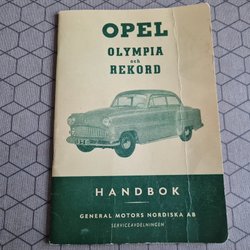 OPEL
OLYMPIA
och
REKORD
HANDBOK
GENERAL MOTORS NORDISKA AB
SERVICEAVDELNINGEN